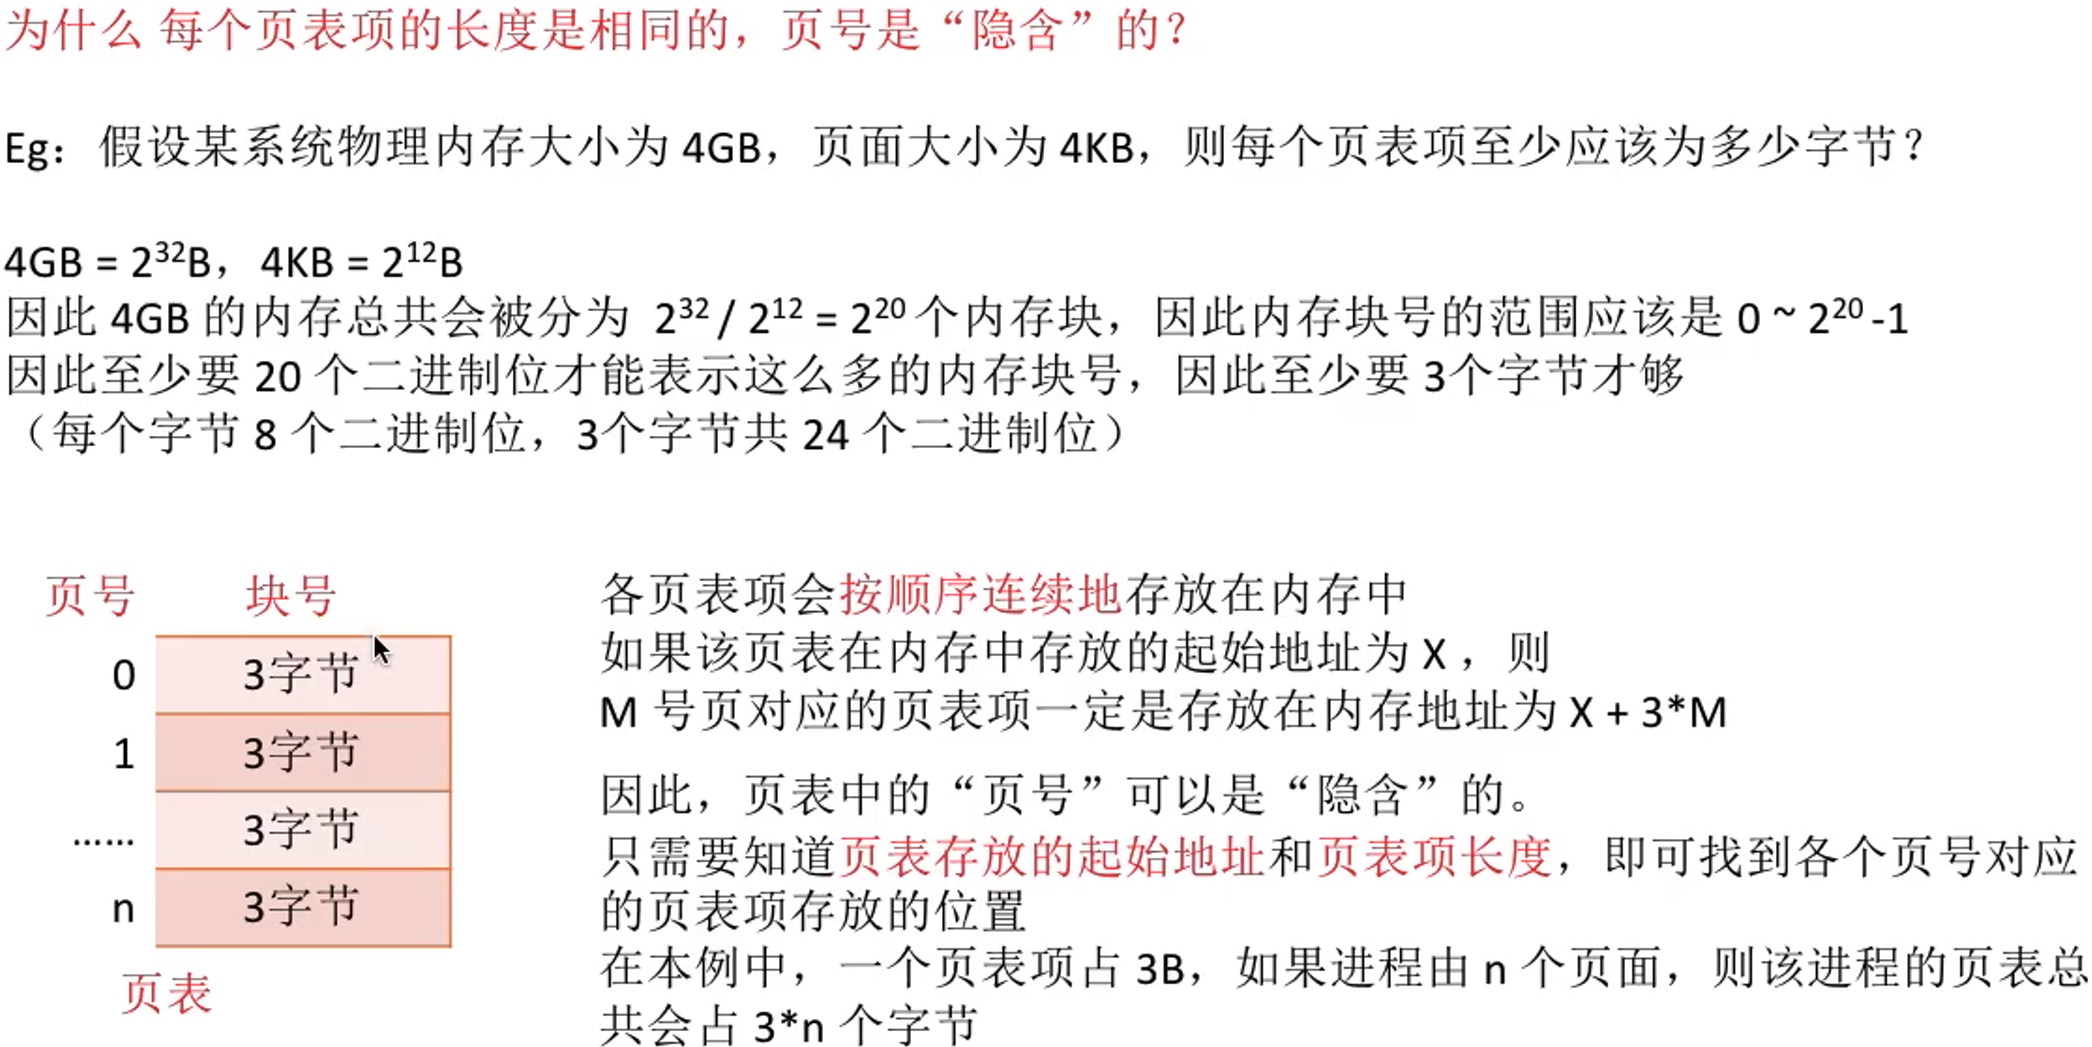 为什么 每个页表项的长度是相同的，页号是“隐含”的？
Eg：假设某系统物理内存大小为 4GB，页面大小为 4KB，则每个页表项至少应该为多少字节？
4GB = 2³²B，4KB = 2¹²B
因此 4GB 的内存总共会被分为 2³² / 2¹² = 2²⁰ 个内存块，因此内存块号的范围应该是 0 ~ 2²⁰ -1
因此至少要 20 个二进制位才能表示这么多的内存块号，因此至少要 3个字节才够
（每个字节 8 个二进制位，3个字节共 24 个二进制位）
页号 块号
0 3字节
1 3字节
…… 3字节
n 3字节
页表
各页表项会按顺序连续地存放在内存中
如果该页表在内存中存放的起始地址为 X ，则
M 号页对应的页表项一定是存放在内存地址为 X + 3*M
因此，页表中的“页号”可以是“隐含”的。
只需要知道页表存放的起始地址和页表项长度，即可找到各个页号对应
的页表项存放的位置
在本例中，一个页表项占 3B，如果进程由 n 个页面，则该进程的页表总
共会占 3*n 个字节